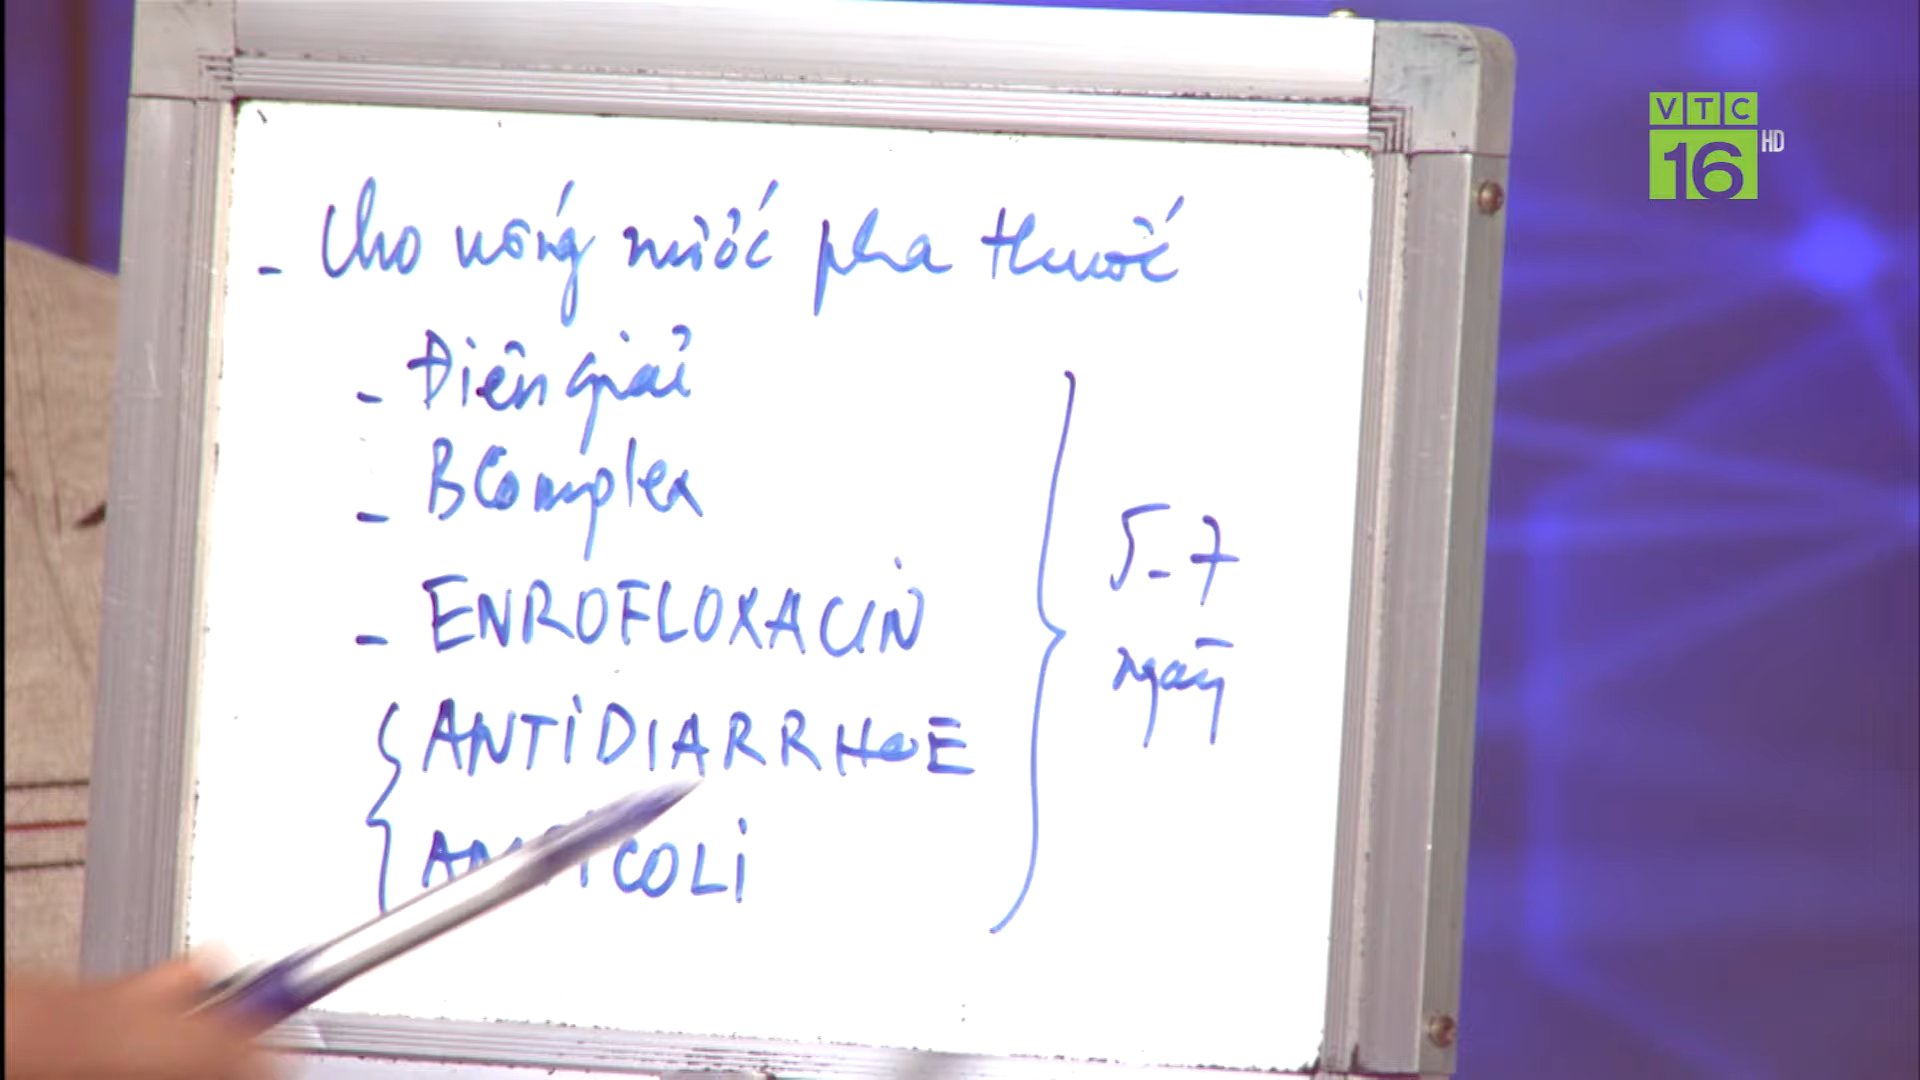 VTC
16 HD
- Cho uống nước pha thuốc
- Điện giải
- BComplex
- ENROFLOXACIN
ANTIDIARRHOE
COLI
5-7
ngày